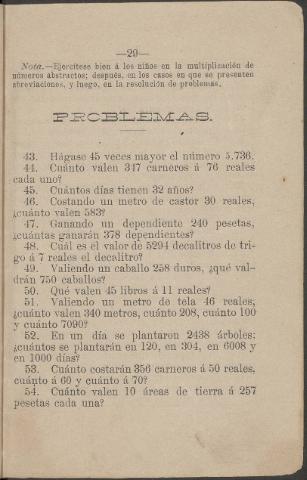 —29—
Nota.—Ejercítese bien á los niños en la multiplicación de
números abstractos; después, en los casos en que se presenten
abreviaciones, y luego, en la resolución de problemas.
PROBLEMAS.
43. Hágase 45 veces mayor el número 5.736.
44. Cuánto valen 347 carneros á 76 reales
cada uno?
45. Cuántos días tienen 32 años?
46. Costando un metro de castor 30 reales,
¿cuánto valen 583?
47. Ganando un dependiente 240 pesetas,
¿cuántas ganarán 378 dependientes?
48. Cuál es el valor de 5294 decalitros de tri-
go á 7 reales el decalitro?
49. Valiendo un caballo 258 duros, ¿qué val-
drán 750 caballos?
50. Qué valen 45 libros á 11 reales?
51. Valiendo un metro de tela 46 reales,
¿cuánto valen 340 metros, cuánto 208, cuánto 100
y cuánto 7090?
52. En un día se plantaron 2438 árboles;
¿cuántos se plantarán en 120, en 304, en 6008 y
en 1000 días?
53. Cuánto costarán 356 carneros á 50 reales,
cuánto á 60 y cuánto á 70?
54. Cuánto valen 10 áreas de tierra á 257
pesetas cada una?